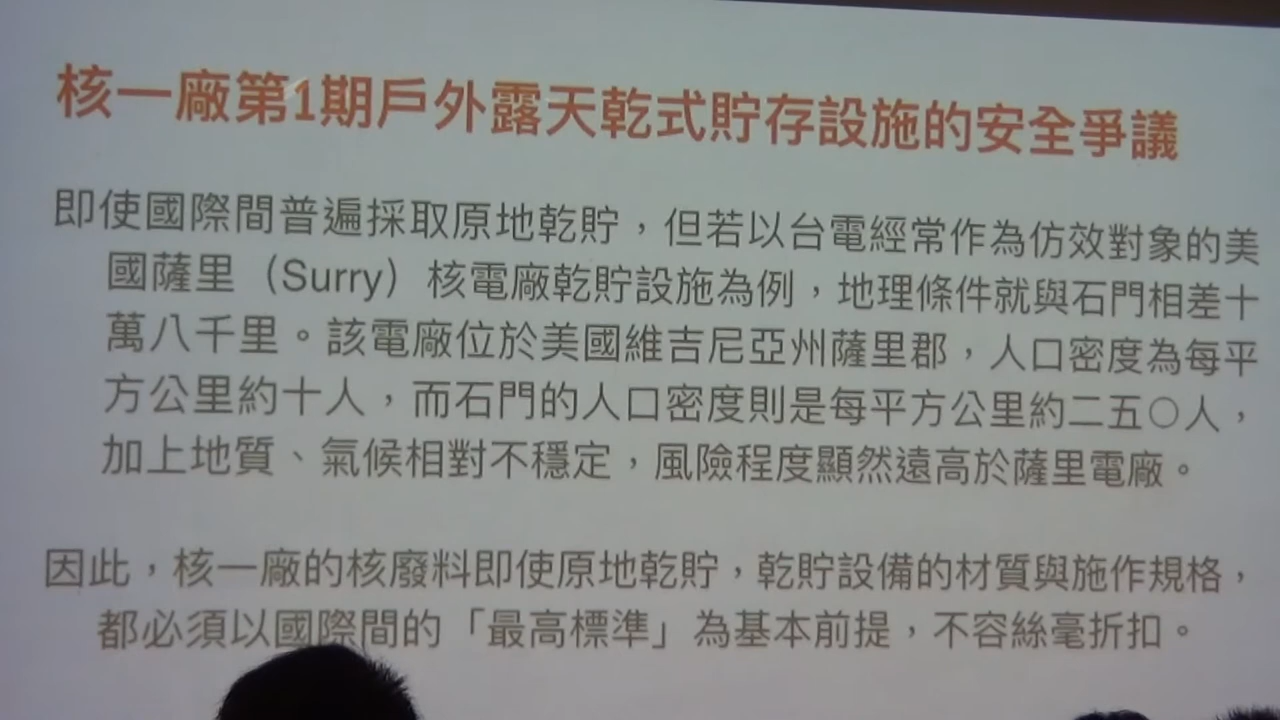 核一廠第1期戶外露天乾式貯存設施的安全爭議
即使國際間普遍採取原地乾貯，但若以台電經常作為仿效對象的美
國薩里（Surry）核電廠乾貯設施為例，地理條件就與石門相差十
萬八千里。該電廠位於美國維吉尼亞州薩里郡，人口密度為每平
方公里約十人，而石門的人口密度則是每平方公里約二五○人，
加上地質、氣候相對不穩定，風險程度顯然遠高於薩里電廠。
因此，核一廠的核廢料即使原地乾貯，乾貯設備的材質與施作規格，
都必須以國際間的「最高標準」為基本前提，不容絲毫折扣。